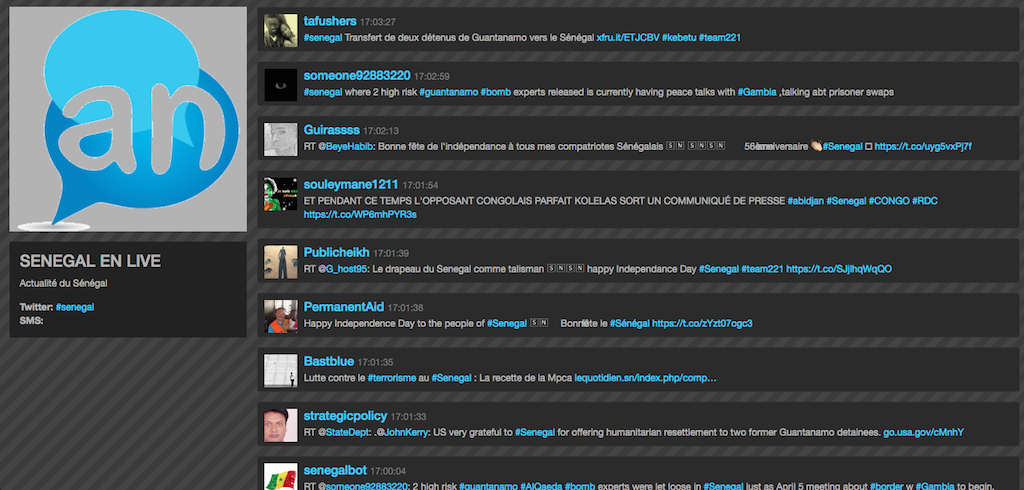 an
SENEGAL EN LIVE
Actualité du Sénégal
Twitter: #senegal
SMS:
tafushers 17:03:27
#senegal Transfert de deux détenus de Guantanamo vers le Sénégal xfru.it/ETJCBV #kebetu #team221
someone92883220 17:02:59
#senegal where 2 high risk #guantanamo #bomb experts released is currently having peace talks with #Gambia ,talking abt prisoner swaps
Guirassss 17:02:13
RT @BeyeHabib: Bonne fête de l'indépendance à tous mes compatriotes Sénégalais 🇸🇳 🇸🇳🇸🇳 56ème anniversaire 👏🏾#Senegal https://t.co/uyg5vxPj7f
souleymane1211 17:01:54
ET PENDANT CE TEMPS L'OPPOSANT CONGOLAIS PARFAIT KOLELAS SORT UN COMMUNIQUÉ DE PRESSE #abidjan #Senegal #CONGO #RDC
https://t.co/WP6mhPYR3s
Publicheikh 17:01:39
RT @G_host95: Le drapeau du Senegal comme talisman 🇸🇳🇸🇳 happy Independance Day #Senegal #team221 https://t.co/SJjlhqWqQO
PermanentAid 17:01:38
Happy Independence Day to the people of #Senegal 🇸🇳 Bonne fête le #Sénégal https://t.co/zYzt07ogc3
Bastblue 17:01:35
Lutte contre le #terrorisme au #Senegal : La recette de la Mpca lequotidien.sn/index.php/comp…
strategicpolicy 17:01:33
RT @StateDept: .@JohnKerry: US very grateful to #Senegal for offering humanitarian resettlement to two former Guantanamo detainees. go.usa.gov/cMnhY
senegalbot 17:00:04
RT @someone92883220: 2 high risk #guantanamo #AlQaeda #bomb experts were let loose in #Senegal just as April 5 meeting about #border w #Gambia to begin.